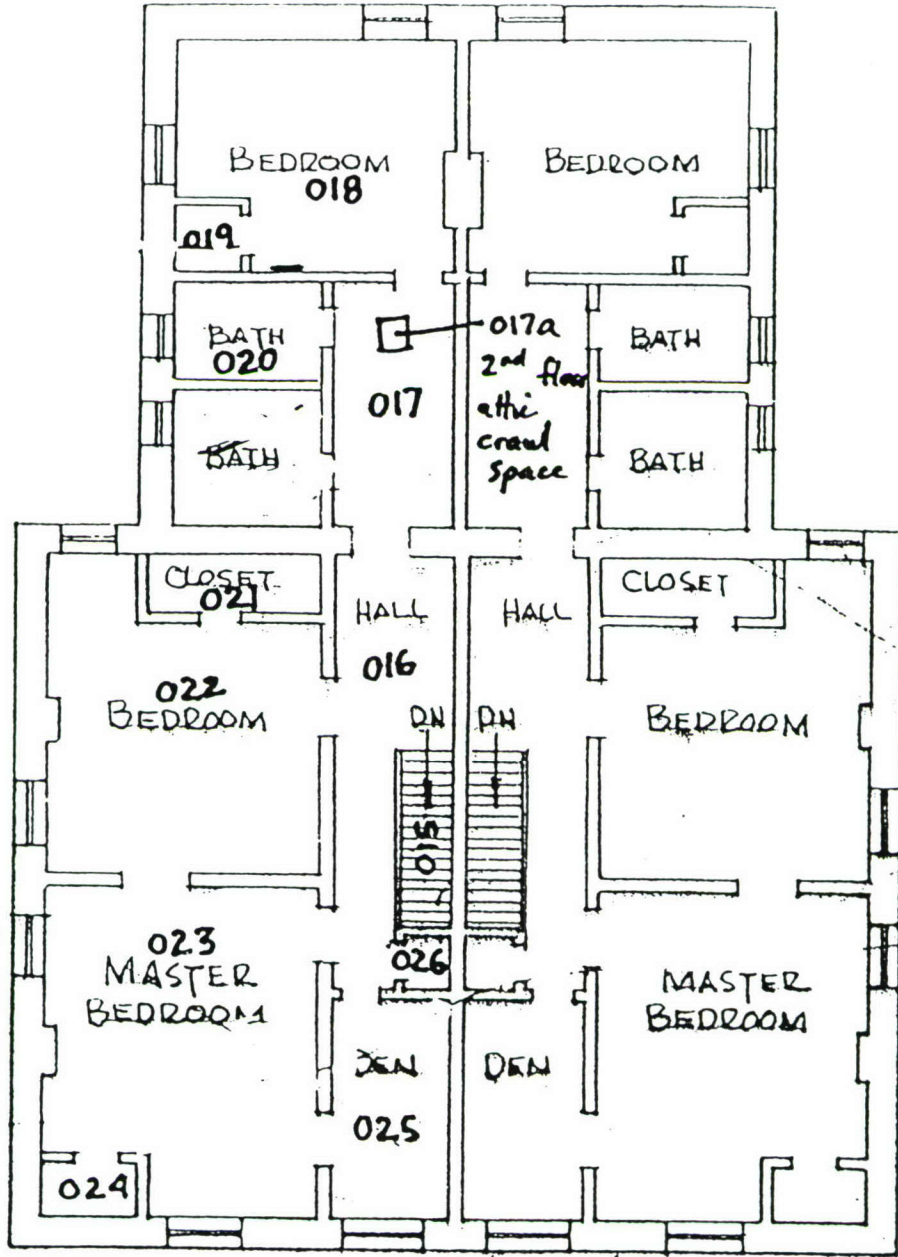 BEDROOM
018
BEDROOM
019
BATH
020
017a
2nd floor
attic
crawl
space
BATH
017
BATH
BATH
CLOSET
021
HALL
HALL
CLOSET
016
022
BEDROOM
DN
DN
BEDROOM
015
023
MASTER
BEDROOM
026
MASTER
BEDROOM
DEN
DEN
025
024